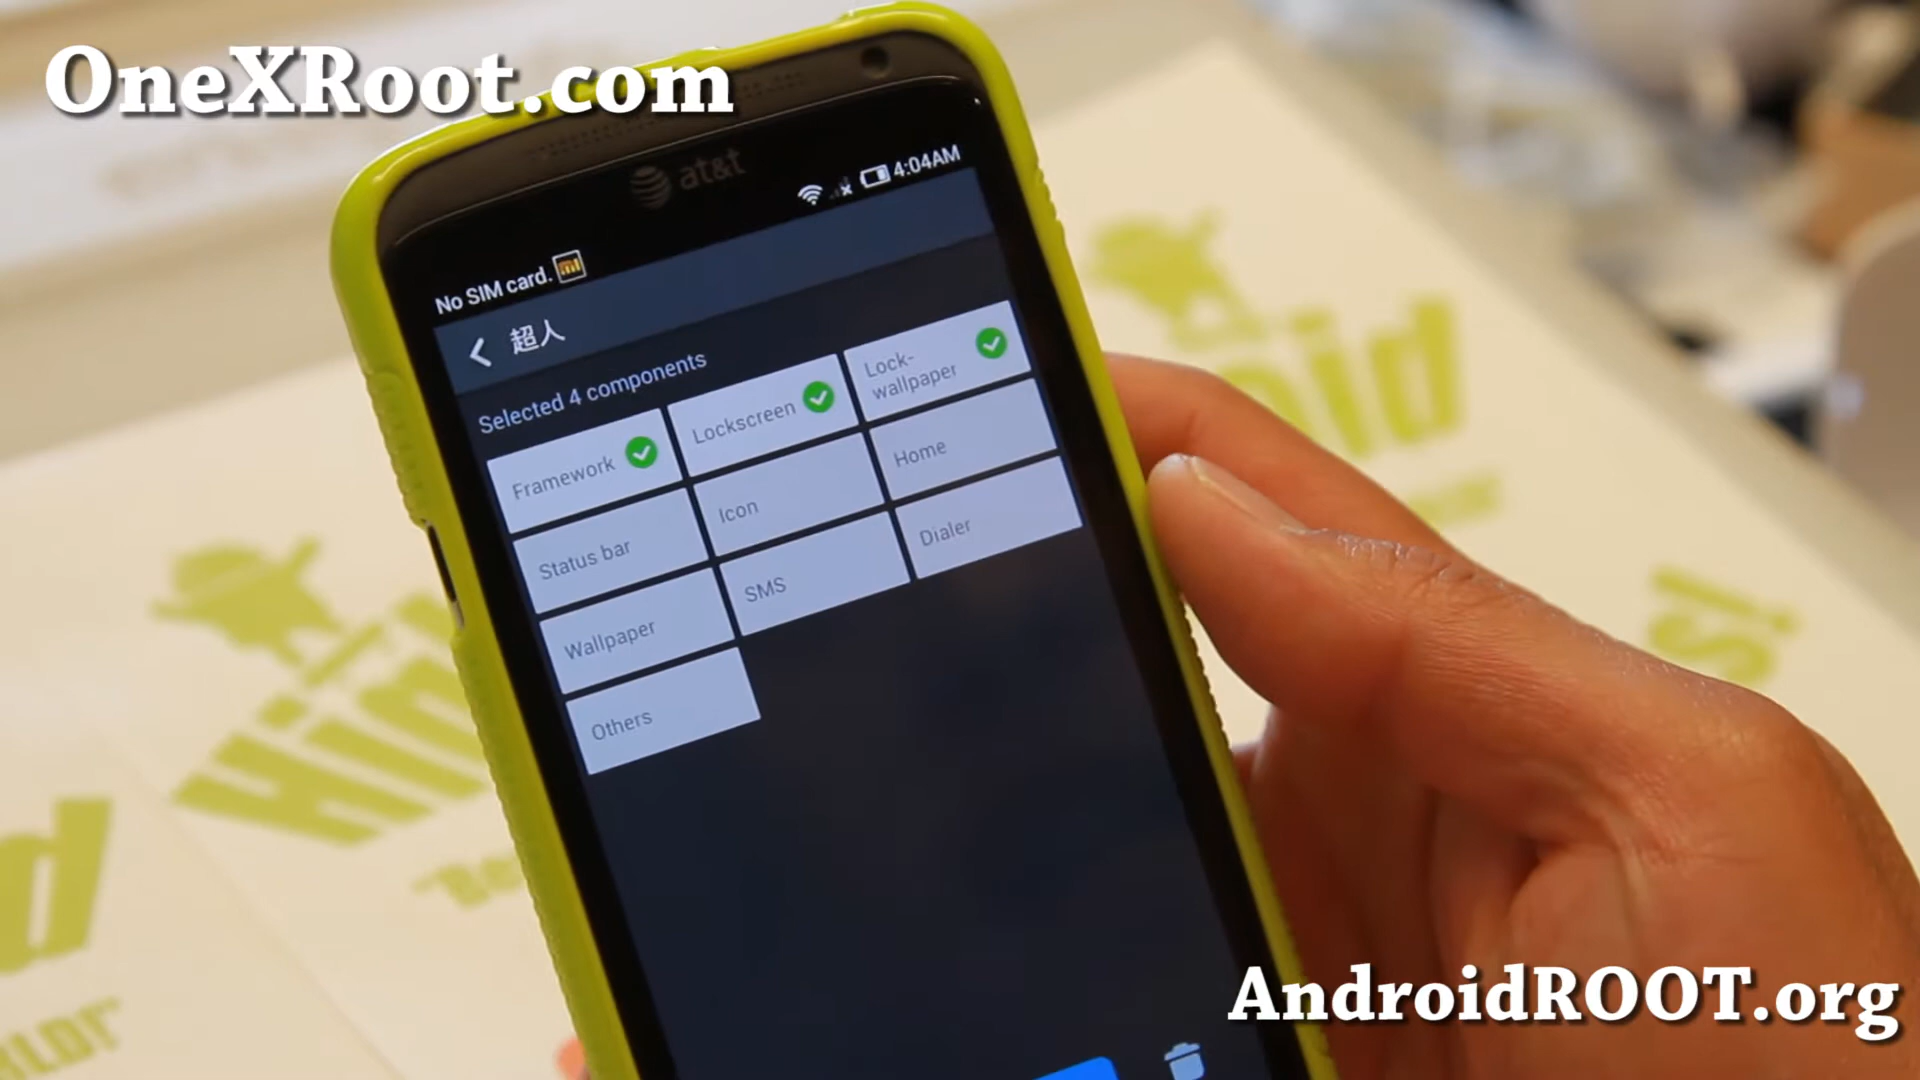 OneXRoot.com
at&t
4:04AM
No SIM card.
超人
Selected 4 components
Framework
Lockscreen
Lock-
wallpaper
Status bar
Icon
Home
Wallpaper
SMS
Dialer
Others
AndroidROOT.org